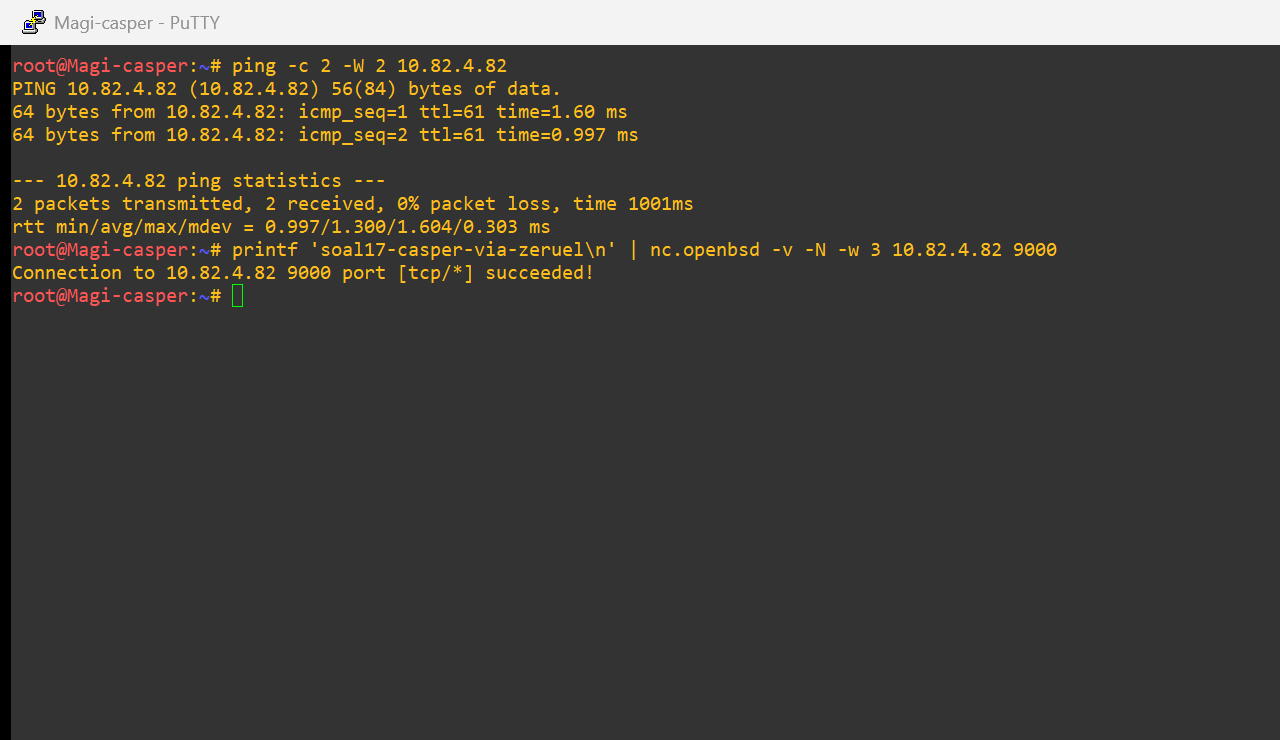 Magi-casper - PuTTY
root@Magi-casper:~# ping -c 2 -W 2 10.82.4.82
PING 10.82.4.82 (10.82.4.82) 56(84) bytes of data.
64 bytes from 10.82.4.82: icmp_seq=1 ttl=61 time=1.60 ms
64 bytes from 10.82.4.82: icmp_seq=2 ttl=61 time=0.997 ms

--- 10.82.4.82 ping statistics ---
2 packets transmitted, 2 received, 0% packet loss, time 1001ms
rtt min/avg/max/mdev = 0.997/1.300/1.604/0.303 ms
root@Magi-casper:~# printf 'soal17-casper-via-zeruel\n' | nc.openbsd -v -N -w 3 10.82.4.82 9000
Connection to 10.82.4.82 9000 port [tcp/*] succeeded!
root@Magi-casper:~#